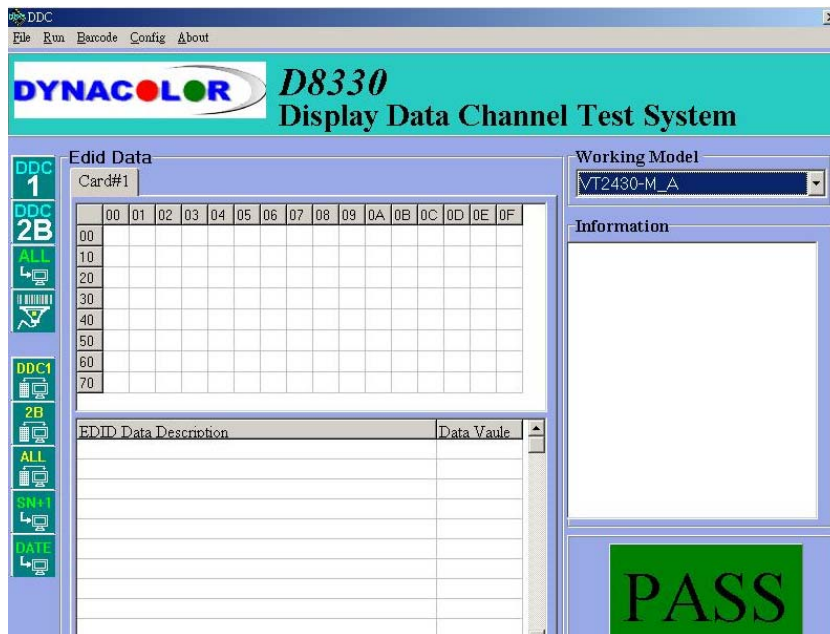 DDC
File Run Barcode Config About
DYNACOLOR
D8330
Display Data Channel Test System
DDC
1
DDC
2B
ALL
DDC1
2B
ALL
SN+1
DATE
Edid Data
Card#1
00 01 02 03 04 05 06 07 08 09 0A 0B 0C 0D 0E 0F
00
10
20
30
40
50
60
70
EDID Data Description Data Vaule
Working Model
VT2430-M_A
Information
PASS